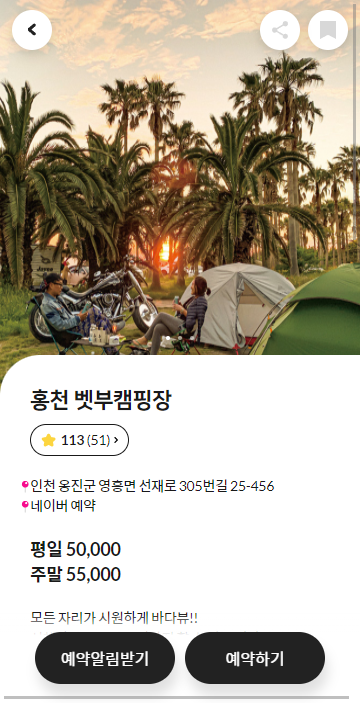 홍천 벳부캠핑장
113 (51)
인천 옹진군 영흥면 선재로 305번길 25-456
네이버 예약
평일 50,000
주말 55,000
모든 자리가 시원하게 바다뷰!!
예약알림받기 예약하기